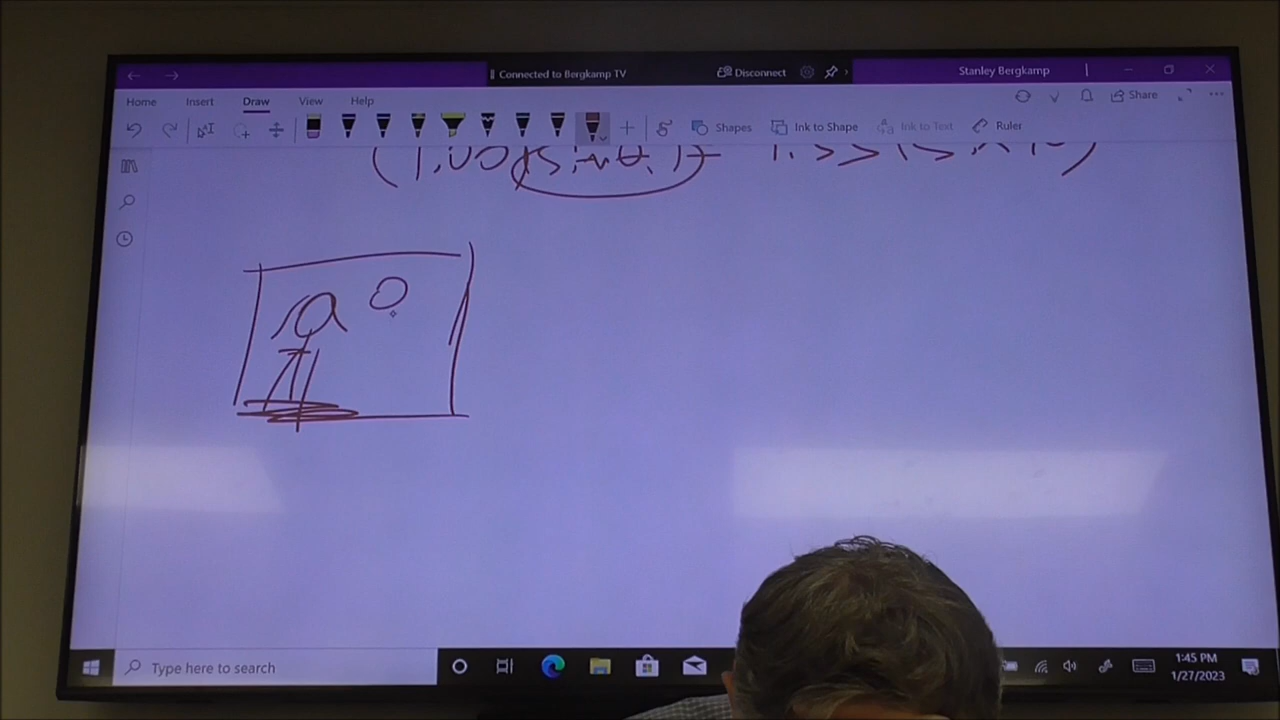 Connected to Bergkamp TV
Disconnect
Stanley Bergkamp
Home Insert Draw View Help
Share
Shapes Ink to Shape Ink to Text Ruler
Type here to search
1:45 PM
1/27/2023